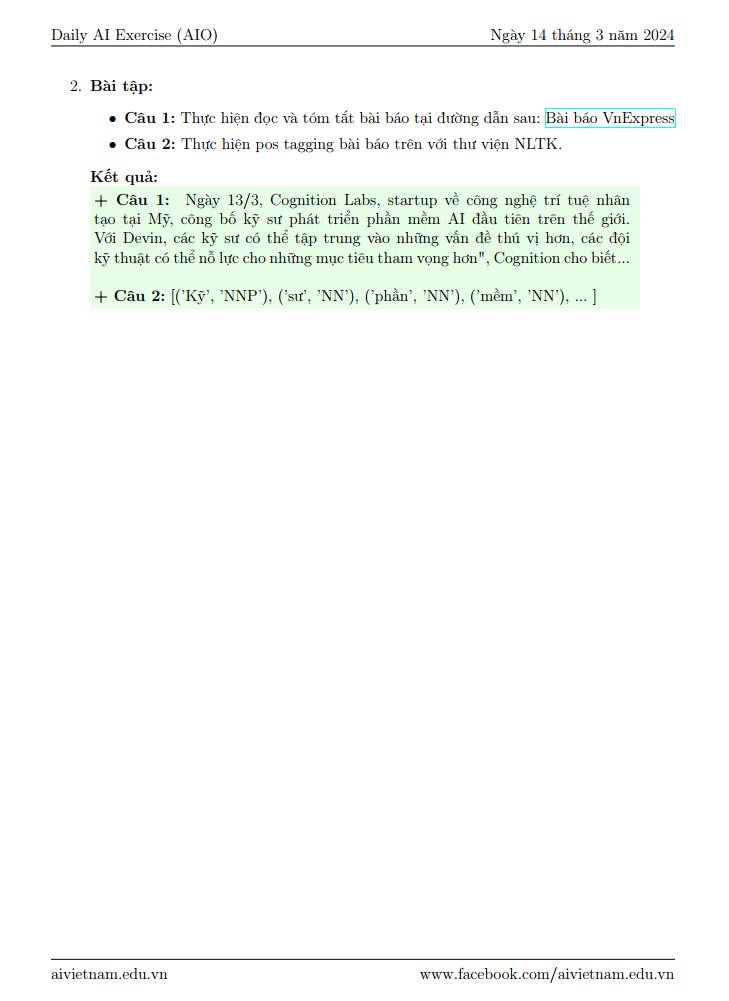 Daily AI Exercise (AIO) Ngày 14 tháng 3 năm 2024
2. Bài tập:
• Câu 1: Thực hiện đọc và tóm tắt bài báo tại đường dẫn sau: Bài báo VnExpress
• Câu 2: Thực hiện pos tagging bài báo trên với thư viện NLTK.
Kết quả:
+ Câu 1: Ngày 13/3, Cognition Labs, startup về công nghệ trí tuệ nhân
tạo tại Mỹ, công bố kỹ sư phát triển phần mềm AI đầu tiên trên thế giới.
Với Devin, các kỹ sư có thể tập trung vào những vấn đề thú vị hơn, các đội
kỹ thuật có thể nỗ lực cho những mục tiêu tham vọng hơn", Cognition cho biết...
+ Câu 2: [('Kỹ', 'NNP'), ('sư', 'NN'), ('phần', 'NN'), ('mềm', 'NN'), ... ]
aivietnam.edu.vn www.facebook.com/aivietnam.edu.vn